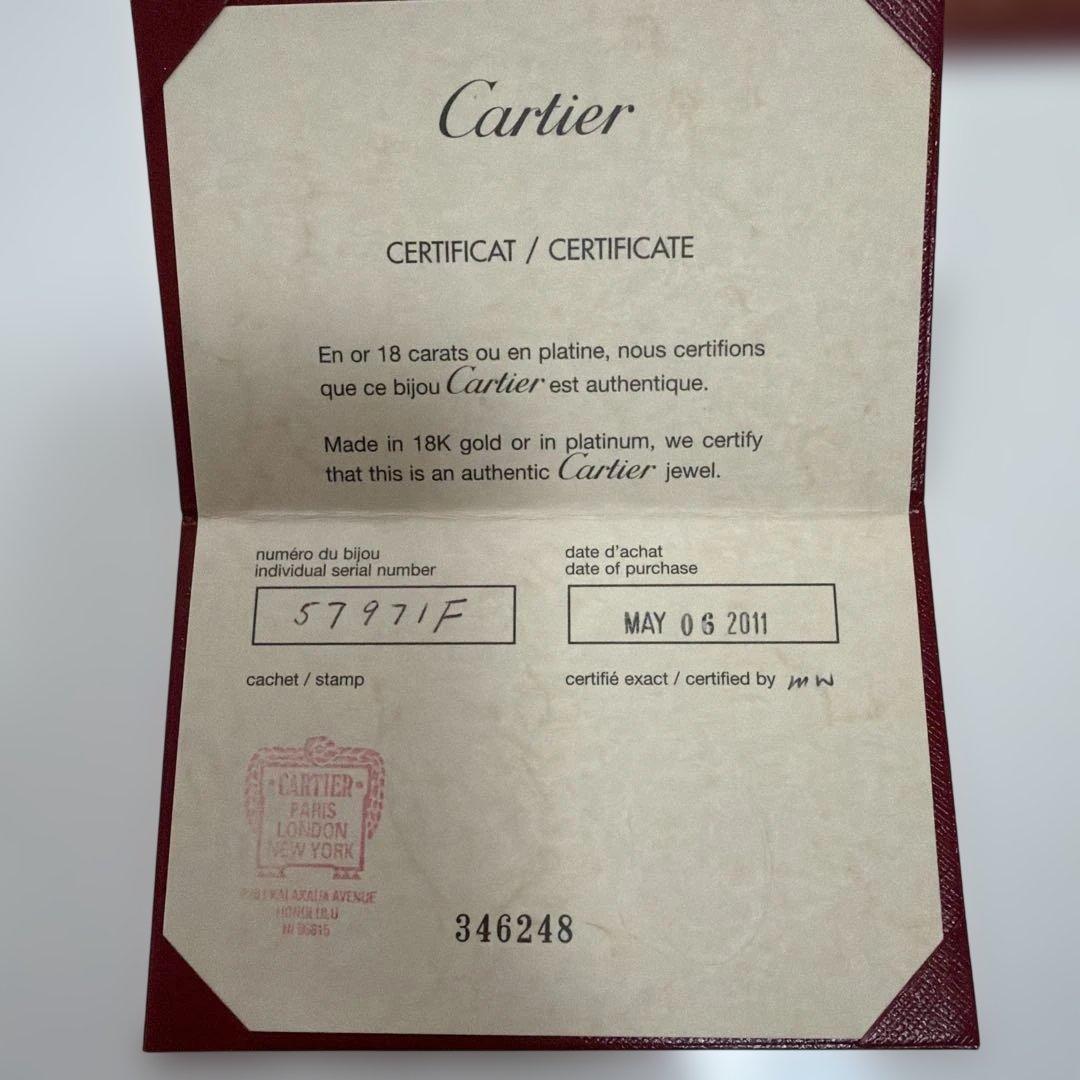 Cartier
CERTIFICAT / CERTIFICATE
En or 18 carats ou en platine, nous certifions
que ce bijou Cartier est authentique.
Made in 18K gold or in platinum, we certify
that this is an authentic Cartier jewel.
numéro du bijou
individual serial number
57971F
date d'achat
date of purchase
MAY 06 2011
cachet / stamp
certifié exact / certified by mw
CARTIER
PARIS
LONDON
NEW YORK
KALAKAUA AVENUE
HONOLULU
HI 96815
346248